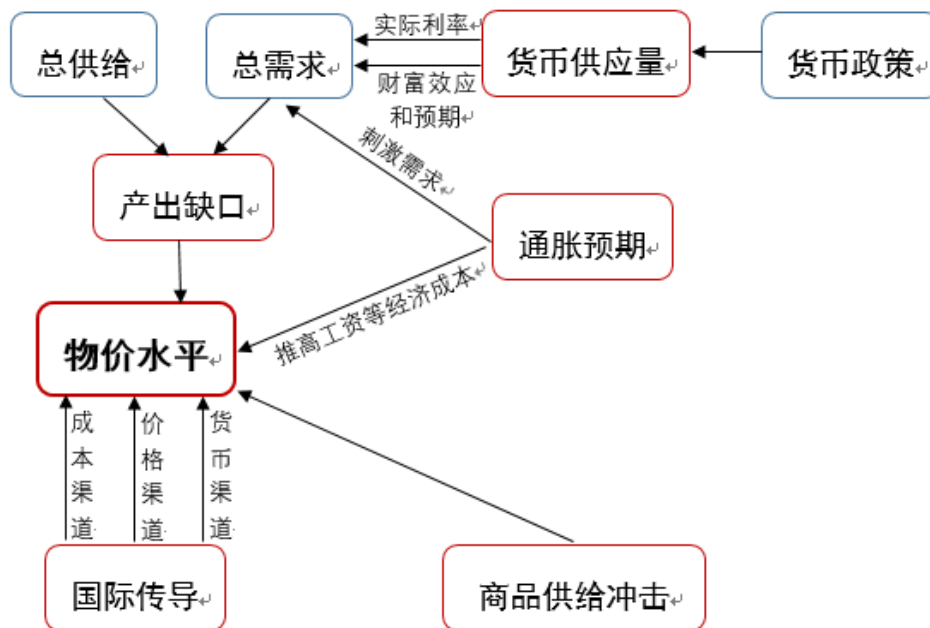 总供给
总需求
实际利率
财富效应
和预期
货币供应量
货币政策
刺激需求
产出缺口
通胀预期
推高工资等经济成本
物价水平
成本渠道
价格渠道
货币渠道
国际传导
商品供给冲击